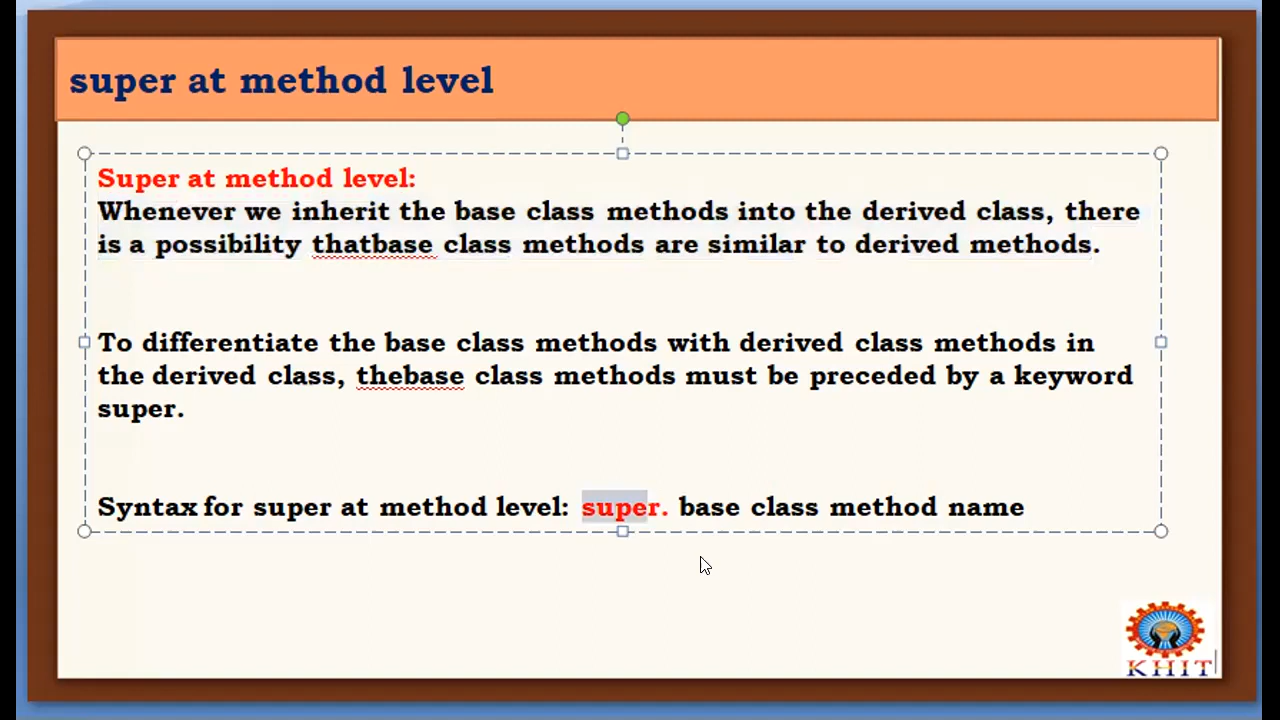 super at method level
Super at method level:
Whenever we inherit the base class methods into the derived class, there
is a possibility thatbase class methods are similar to derived methods.
To differentiate the base class methods with derived class methods in
the derived class, thebase class methods must be preceded by a keyword
super.
Syntax for super at method level: super. base class method name
KHIT